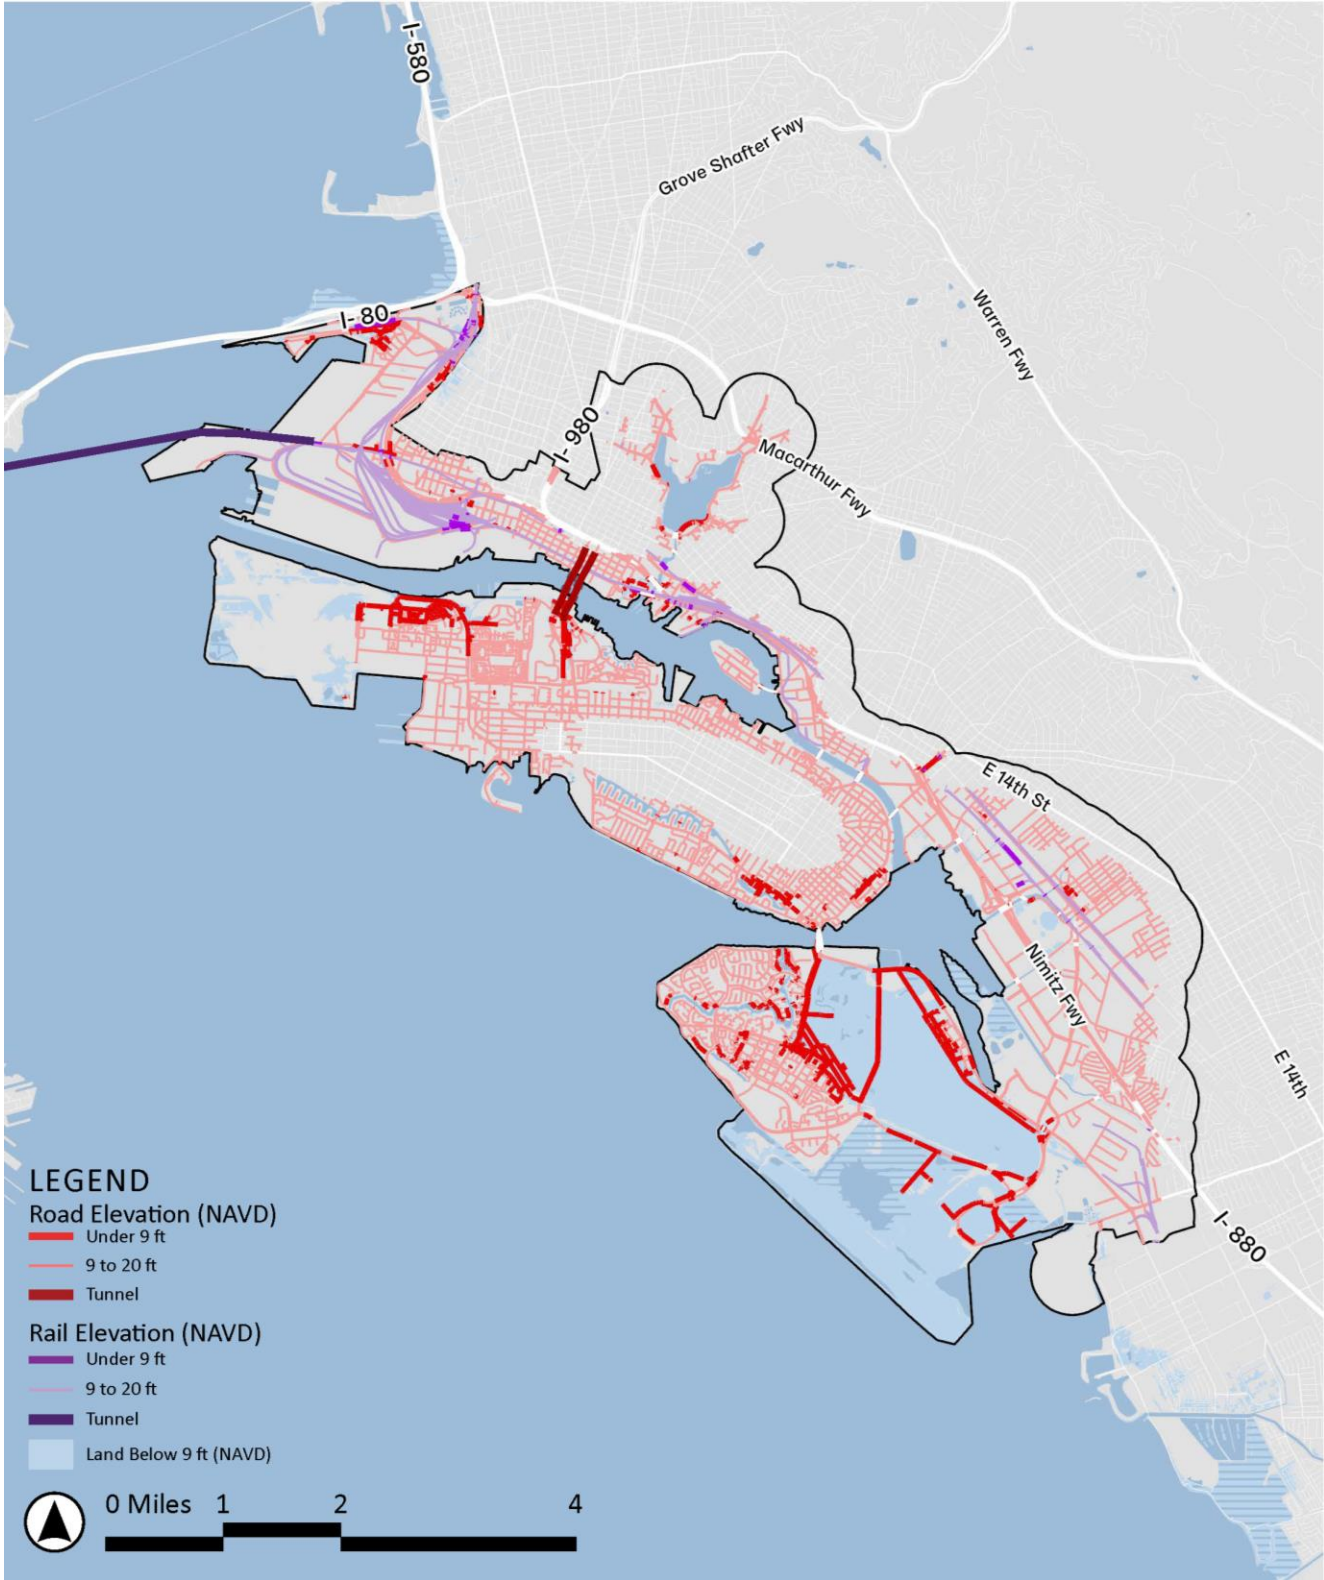 I-580
Grove Shafter Fwy
Warren Fwy
I-80
I-980
Macarthur Fwy
E 14th St
Nimitz Fwy
E 14th
I-880
LEGEND
Road Elevation (NAVD)
Under 9 ft
9 to 20 ft
Tunnel
Rail Elevation (NAVD)
Under 9 ft
9 to 20 ft
Tunnel
Land Below 9 ft (NAVD)
0 Miles 1 2 4